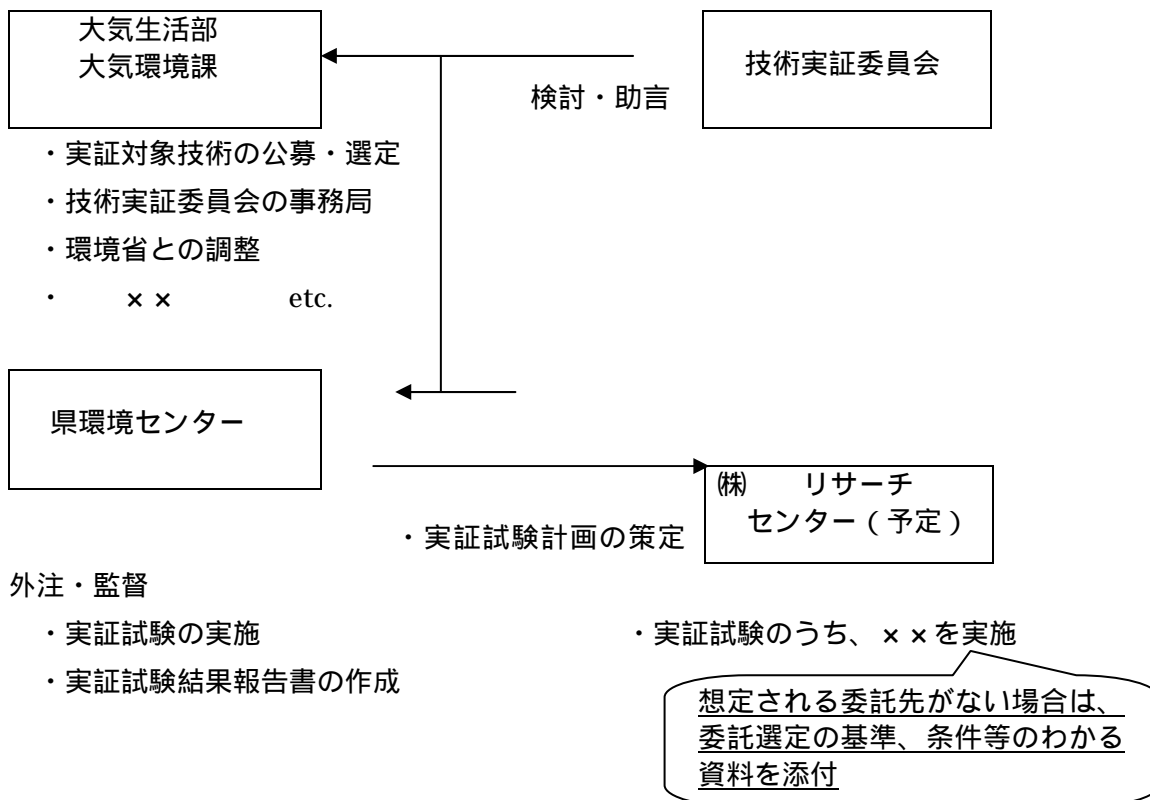 大気生活部
大気環境課
技術実証委員会
検討・助言
・実証対象技術の公募・選定
・技術実証委員会の事務局
・環境省との調整
・　　××　　　　etc.
県環境センター
㈱　　リサーチ
センター（予定）
・実証試験計画の策定
外注・監督
・実証試験の実施
・実証試験のうち、××を実施
・実証試験結果報告書の作成
想定される委託先がない場合は、
委託選定の基準、条件等のわかる
資料を添付